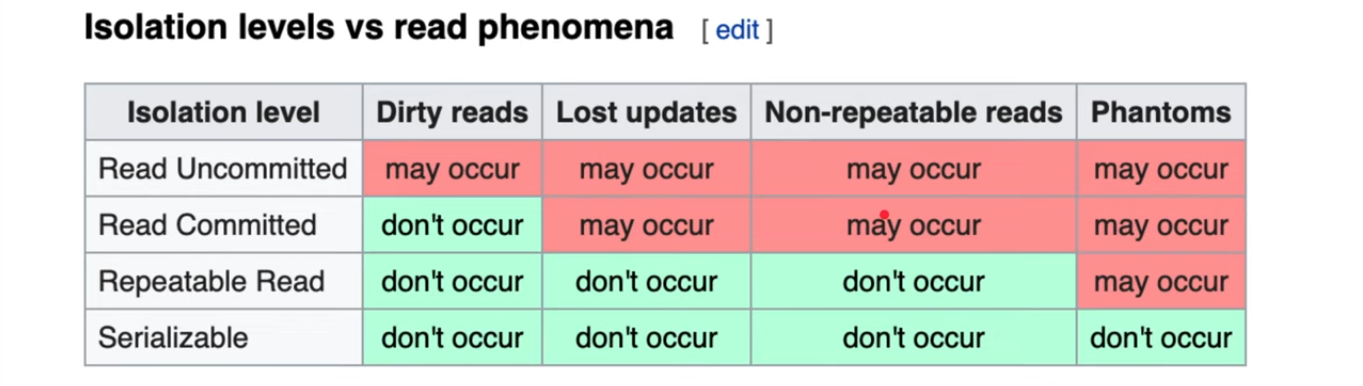 Isolation levels vs read phenomena [ edit ]
Isolation level Dirty reads Lost updates Non-repeatable reads Phantoms
Read Uncommitted may occur may occur may occur may occur
Read Committed don't occur may occur may occur may occur
Repeatable Read don't occur don't occur don't occur may occur
Serializable don't occur don't occur don't occur don't occur